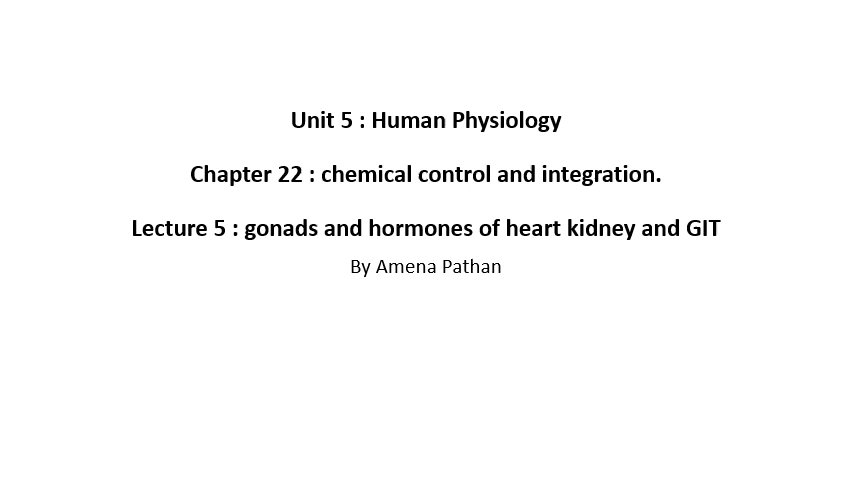 Unit 5 : Human Physiology
Chapter 22 : chemical control and integration.
Lecture 5 : gonads and hormones of heart kidney and GIT
By Amena Pathan